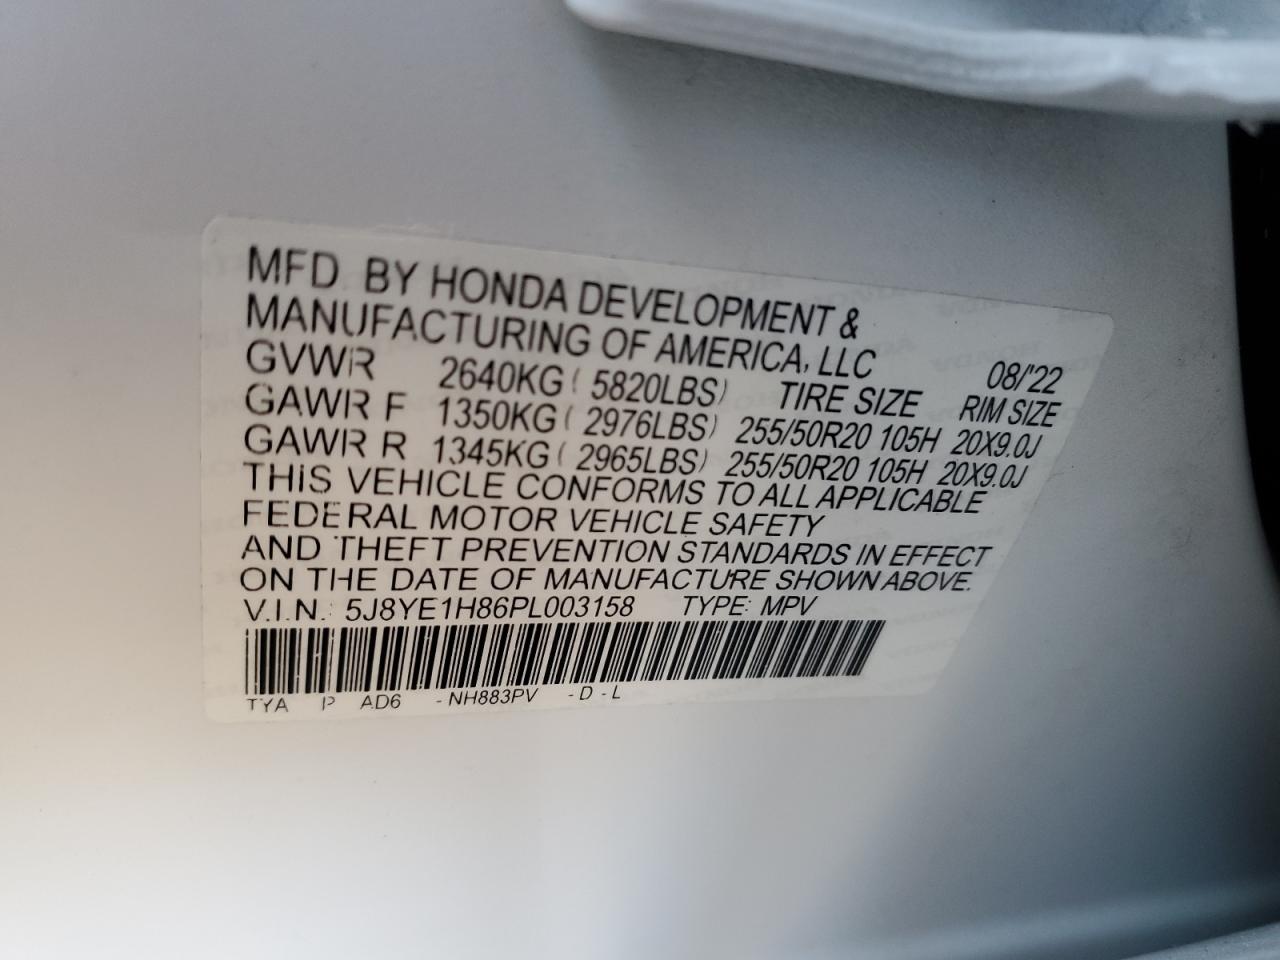 MFD. BY HONDA DEVELOPMENT &
MANUFACTURING OF AMERICA, LLC 08/'22
GVWR 2640KG ( 5820LBS) TIRE SIZE RIM SIZE
GAWR F 1350KG ( 2976LBS) 255/50R20 105H 20X9.0J
GAWR R 1345KG ( 2965LBS) 255/50R20 105H 20X9.0J
THIS VEHICLE CONFORMS TO ALL APPLICABLE
FEDERAL MOTOR VEHICLE SAFETY
AND THEFT PREVENTION STANDARDS IN EFFECT
ON THE DATE OF MANUFACTURE SHOWN ABOVE.
V.I.N.: 5J8YE1H86PL003158 TYPE: MPV
TYA P AD6 - NH883PV - D - L